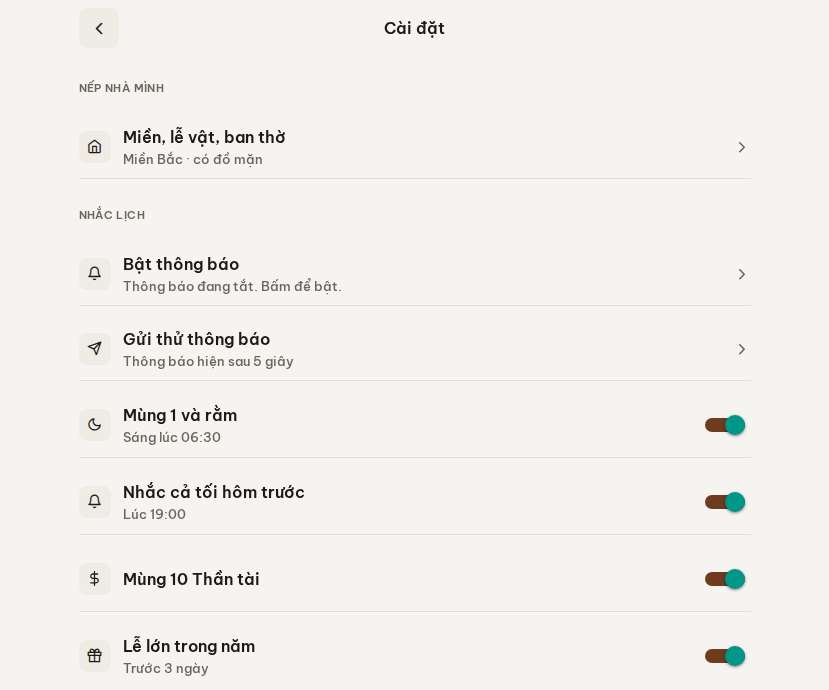 Cài đặt
NẾP NHÀ MÌNH
Miền, lễ vật, ban thờ
Miền Bắc · có đồ mặn
NHẮC LỊCH
Bật thông báo
Thông báo đang tắt. Bấm để bật.
Gửi thử thông báo
Thông báo hiện sau 5 giây
Mùng 1 và rằm
Sáng lúc 06:30
Nhắc cả tối hôm trước
Lúc 19:00
Mùng 10 Thần tài
Lễ lớn trong năm
Trước 3 ngày